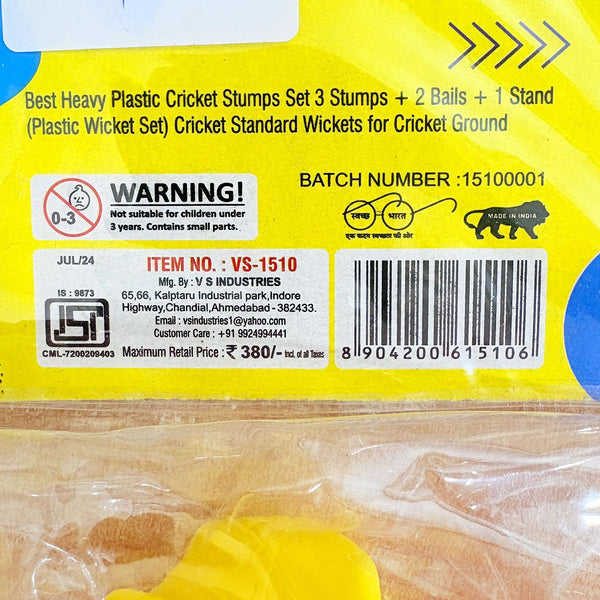 Best Heavy Plastic Cricket Stumps Set 3 Stumps + 2 Bails + 1 Stand
(Plastic Wicket Set) Cricket Standard Wickets for Cricket Ground
0-3
WARNING!
Not suitable for children under
3 years. Contains small parts.
BATCH NUMBER :15100001
स्वच्छ भारत
एक कदम स्वच्छता की ओर
MADE IN INDIA
JUL/24
IS : 9873
ISI
CML-7200209403
ITEM NO. : VS-1510
Mfg. By : V S INDUSTRIES
65,66, Kalptaru Industrial park,Indore
Highway,Chandial,Ahmedabad - 382433.
Email : vsindustries1@yahoo.com
Customer Care : +91 9924994441
Maximum Retail Price : ₹ 380/- Incl. of all Taxes
8 904200 615106